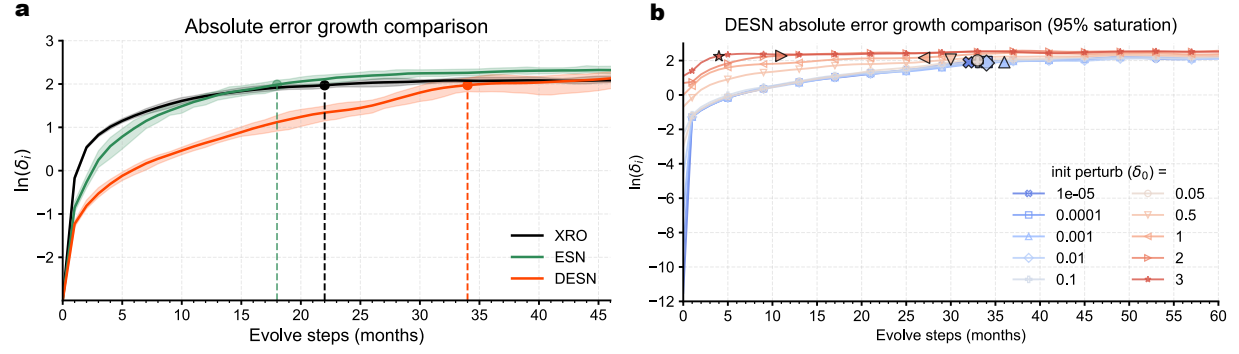 a
Absolute error growth comparison
3
2
1
0
−1
−2
ln(δi)
0 5 10 15 20 25 30 35 40 45
Evolve steps (months)
XRO
ESN
DESN
b
DESN absolute error growth comparison (95% saturation)
2
0
−2
−4
−6
−8
−10
−12
ln(δi)
0 5 10 15 20 25 30 35 40 45 50 55 60
Evolve steps (months)
init perturb (δ0) =
1e-05 0.05
0.0001 0.5
0.001 1
0.01 2
0.1 3